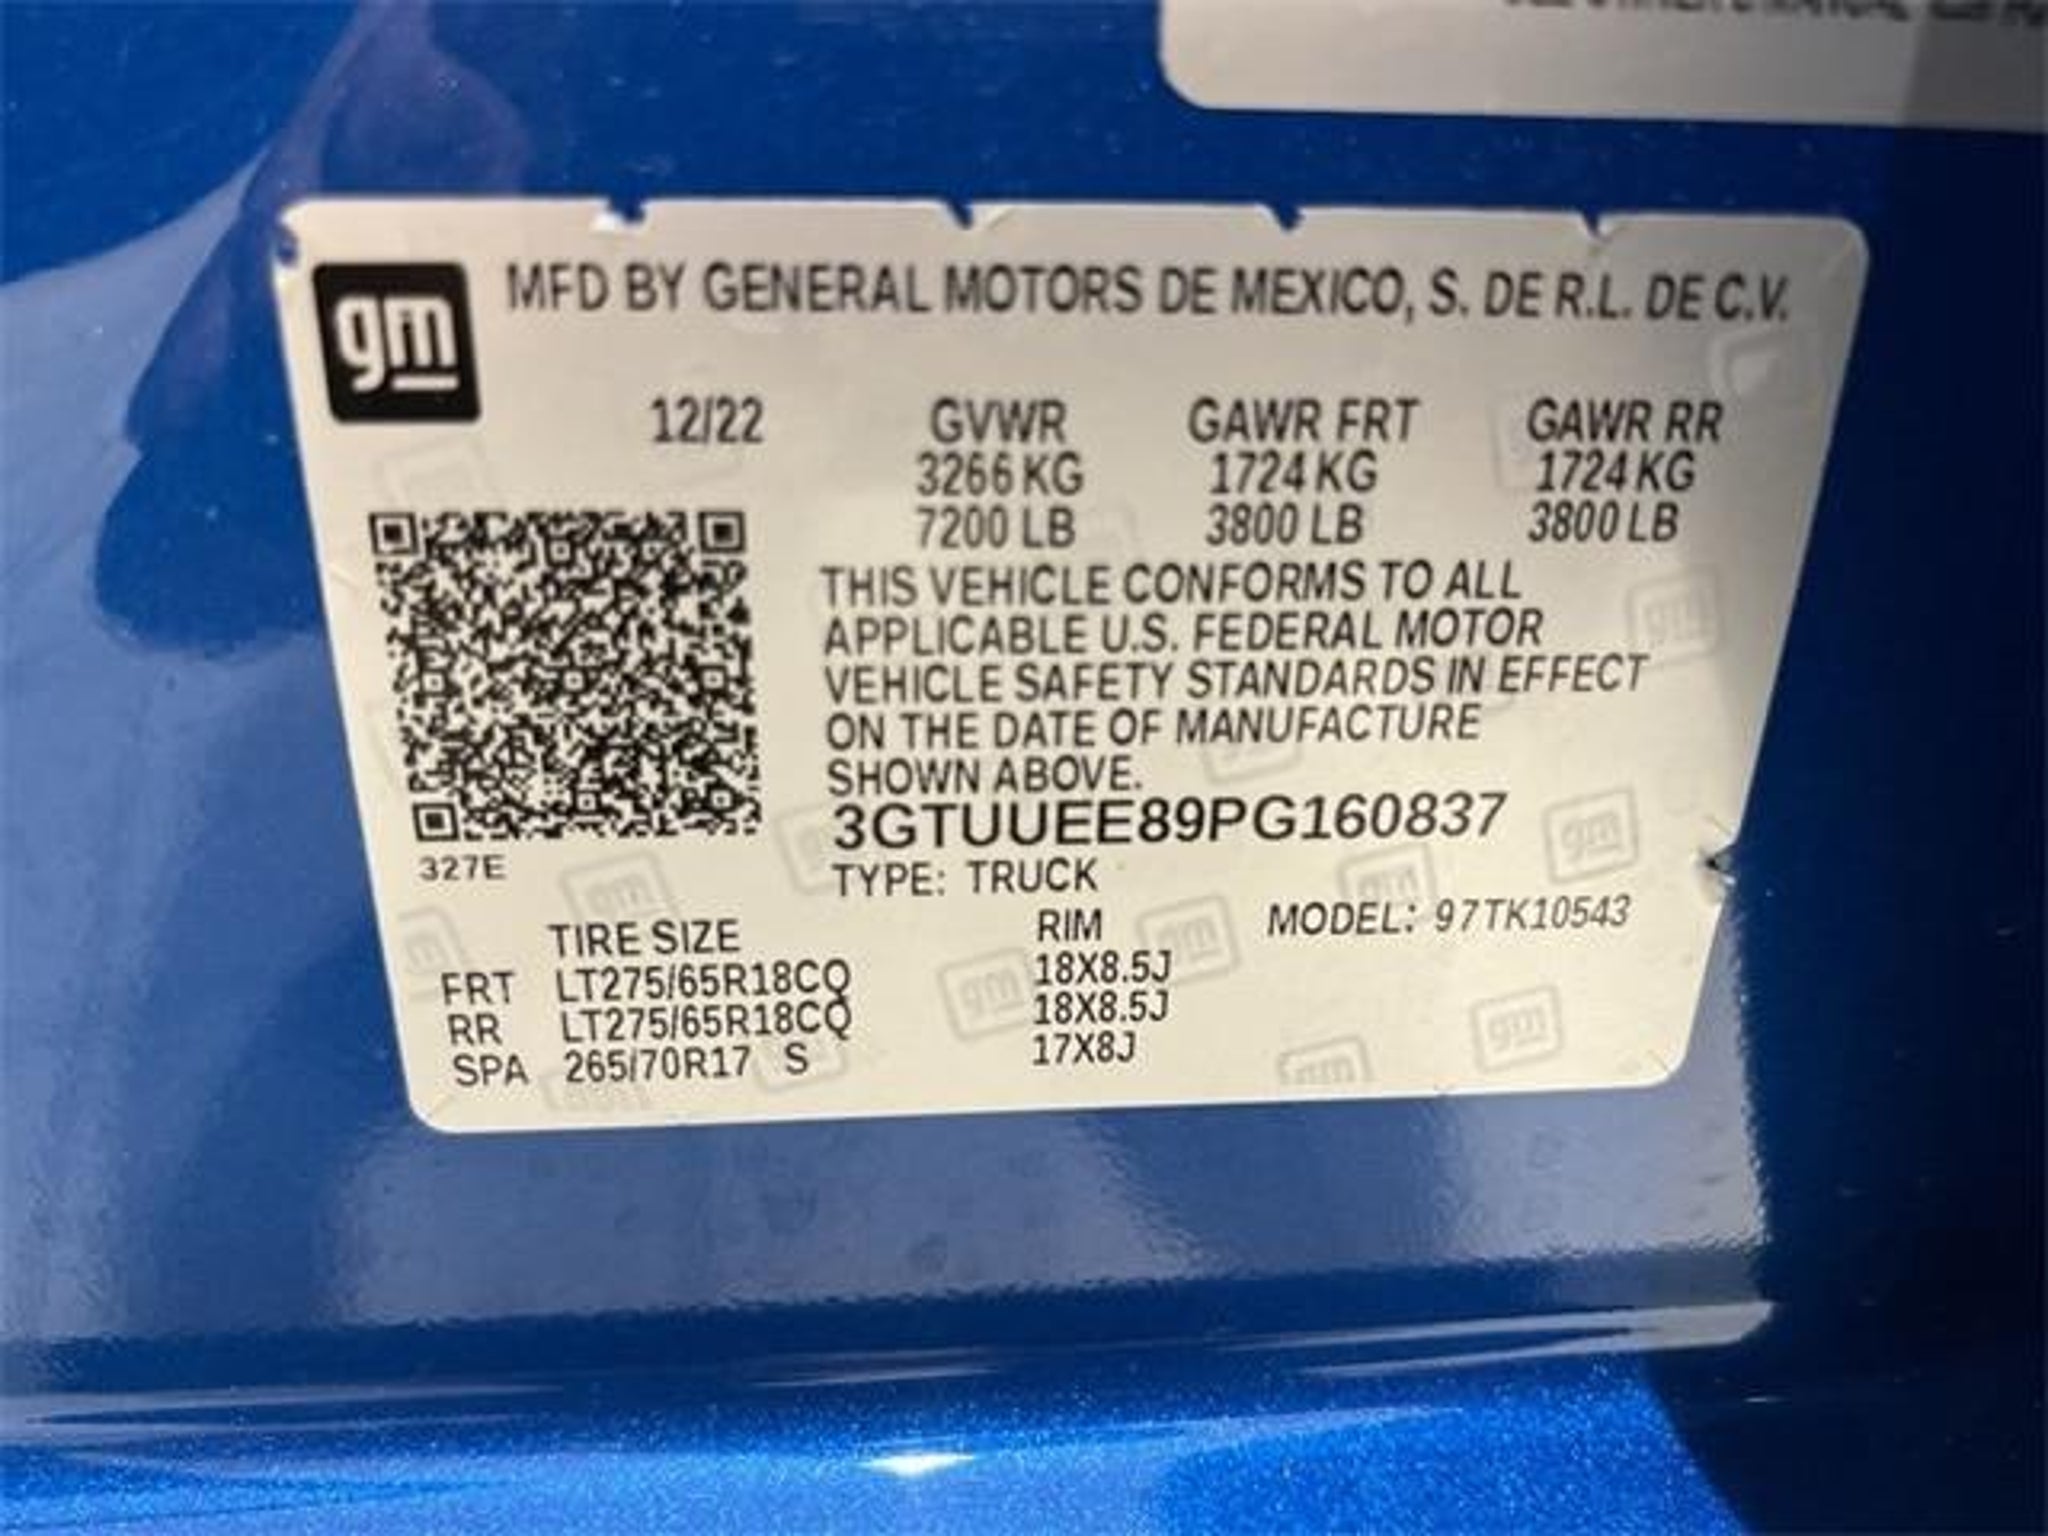 gm
MFD BY GENERAL MOTORS DE MEXICO, S. DE R.L. DE C.V.
12/22 GVWR GAWR FRT GAWR RR
3266 KG 1724 KG 1724 KG
7200 LB 3800 LB 3800 LB
THIS VEHICLE CONFORMS TO ALL
APPLICABLE U.S. FEDERAL MOTOR
VEHICLE SAFETY STANDARDS IN EFFECT
ON THE DATE OF MANUFACTURE
SHOWN ABOVE.
3GTUUEE89PG160837
327E
TYPE: TRUCK
TIRE SIZE RIM MODEL: 97TK10543
FRT LT275/65R18CQ 18X8.5J
RR LT275/65R18CQ 18X8.5J
SPA 265/70R17 S 17X8J